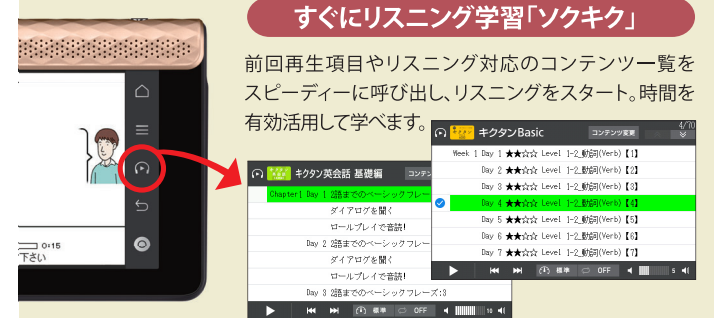 すぐにリスニング学習「ソクキク」
前回再生項目やリスニング対応のコンテンツ一覧を
スピーディーに呼び出し、リスニングをスタート。時間を
有効活用して学べます。
0:15
下さい
キクタン英会話 基礎編
コンテン
Chapter1 Day 1 2語までのベーシックフレー
ダイアログを聞く
ロールプレイで音読!
Day 2 2語までのベーシックフレー
ダイアログを聞く
ロールプレイで音読!
Day 3 2語までのベーシックフレーズ:3
標準 OFF 10
キクタンBasic
コンテンツ変更
4/70
Week 1 Day 1 ★★☆☆ Level 1-2_動詞(Verb)【1】
Day 2 ★★☆☆ Level 1-2_動詞(Verb)【2】
Day 3 ★★☆☆ Level 1-2_動詞(Verb)【3】
Day 4 ★★☆☆ Level 1-2_動詞(Verb)【4】
Day 5 ★★☆☆ Level 1-2_動詞(Verb)【5】
Day 6 ★★☆☆ Level 1-2_動詞(Verb)【6】
Day 7 ★★☆☆ Level 1-2_動詞(Verb)【7】
標準 OFF 5